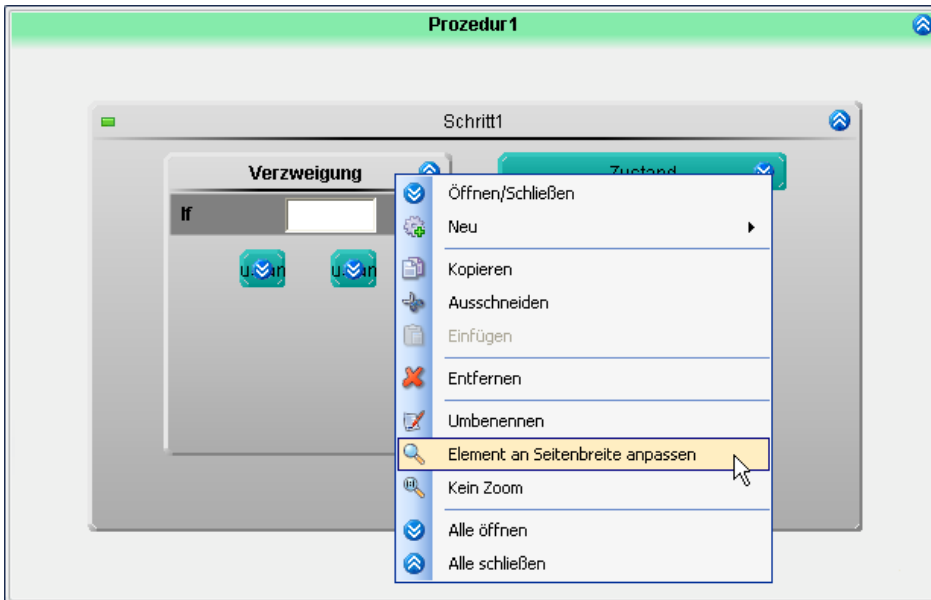 Prozedur1
Schritt1
Verzweigung
Zustand
If
Öffnen/Schließen
Neu
Kopieren
Ausschneiden
Einfügen
Entfernen
Umbenennen
Element an Seitenbreite anpassen
Kein Zoom
Alle öffnen
Alle schließen